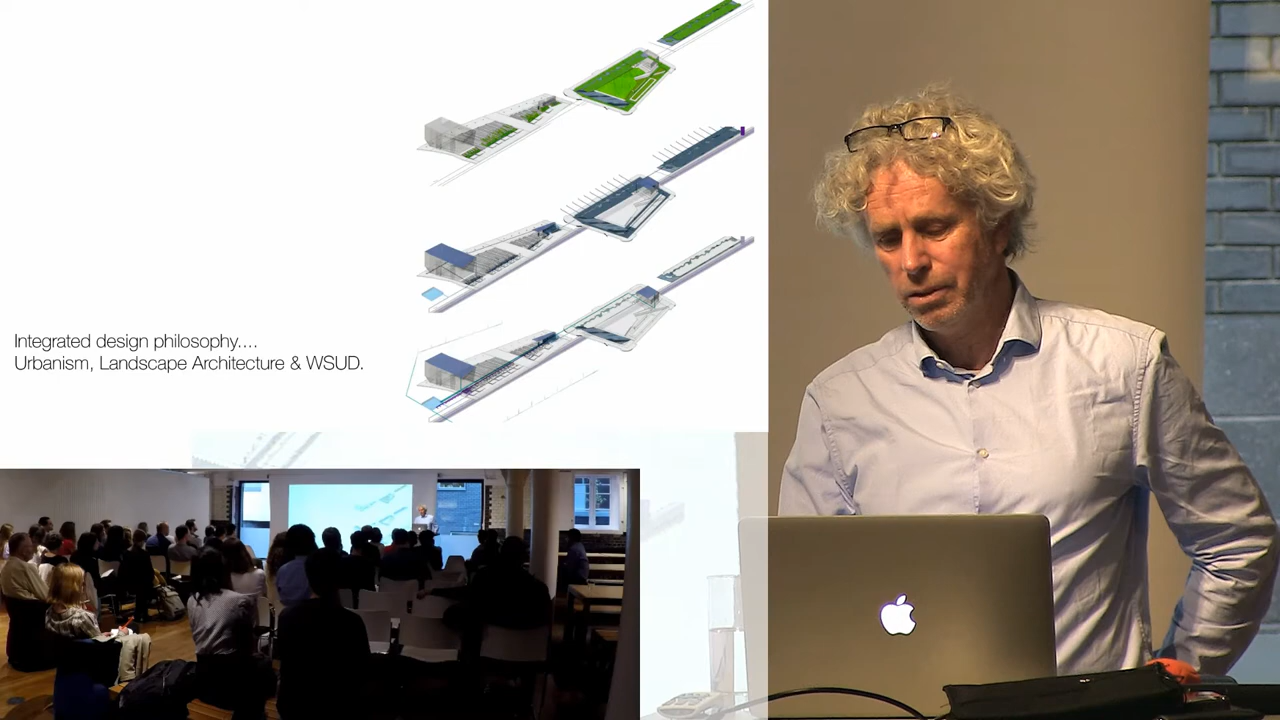 Integrated design philosophy....
Urbanism, Landscape Architecture & WSUD.